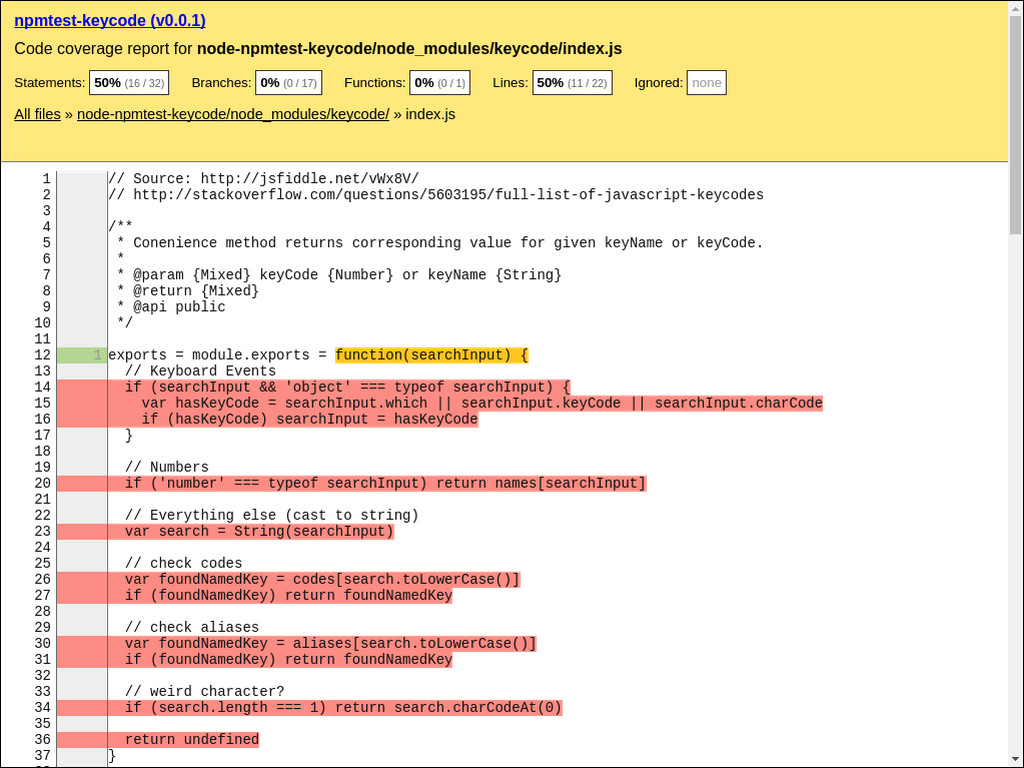 npmtest-keycode (v0.0.1)
Code coverage report for node-npmtest-keycode/node_modules/keycode/index.js
Statements: 50% (16 / 32) Branches: 0% (0 / 17) Functions: 0% (0 / 1) Lines: 50% (11 / 22) Ignored: none
All files » node-npmtest-keycode/node_modules/keycode/ » index.js
1 // Source: http://jsfiddle.net/vWx8V/
2 // http://stackoverflow.com/questions/5603195/full-list-of-javascript-keycodes
3
4 /**
5  * Conenience method returns corresponding value for given keyName or keyCode.
6  *
7  * @param {Mixed} keyCode {Number} or keyName {String}
8  * @return {Mixed}
9  * @api public
10  */
11
12 1 exports = module.exports = function(searchInput) {
13   // Keyboard Events
14   if (searchInput && 'object' === typeof searchInput) {
15     var hasKeyCode = searchInput.which || searchInput.keyCode || searchInput.charCode
16     if (hasKeyCode) searchInput = hasKeyCode
17   }
18
19   // Numbers
20   if ('number' === typeof searchInput) return names[searchInput]
21
22   // Everything else (cast to string)
23   var search = String(searchInput)
24
25   // check codes
26   var foundNamedKey = codes[search.toLowerCase()]
27   if (foundNamedKey) return foundNamedKey
28
29   // check aliases
30   var foundNamedKey = aliases[search.toLowerCase()]
31   if (foundNamedKey) return foundNamedKey
32
33   // weird character?
34   if (search.length === 1) return search.charCodeAt(0)
35
36   return undefined
37 }